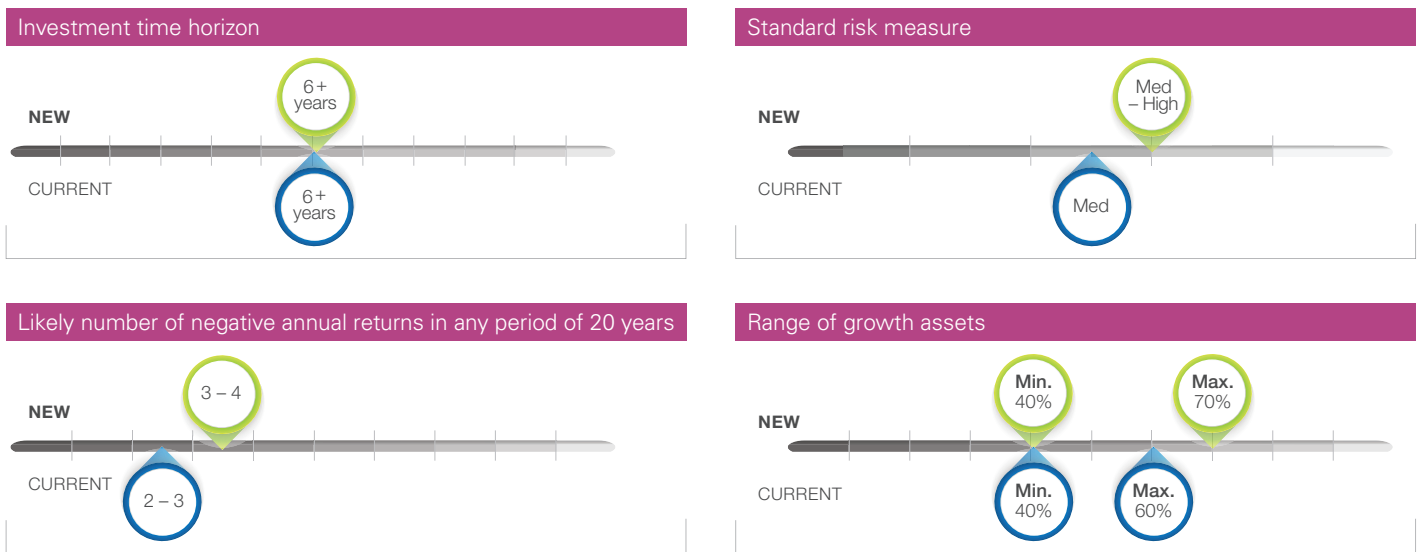 Investment time horizon
NEW
6+
years
CURRENT
6+
years
Standard risk measure
NEW
Med
– High
CURRENT
Med
Likely number of negative annual returns in any period of 20 years
NEW
3 – 4
CURRENT
2 – 3
Range of growth assets
NEW
Min.
40%
Max.
70%
CURRENT
Min.
40%
Max.
60%